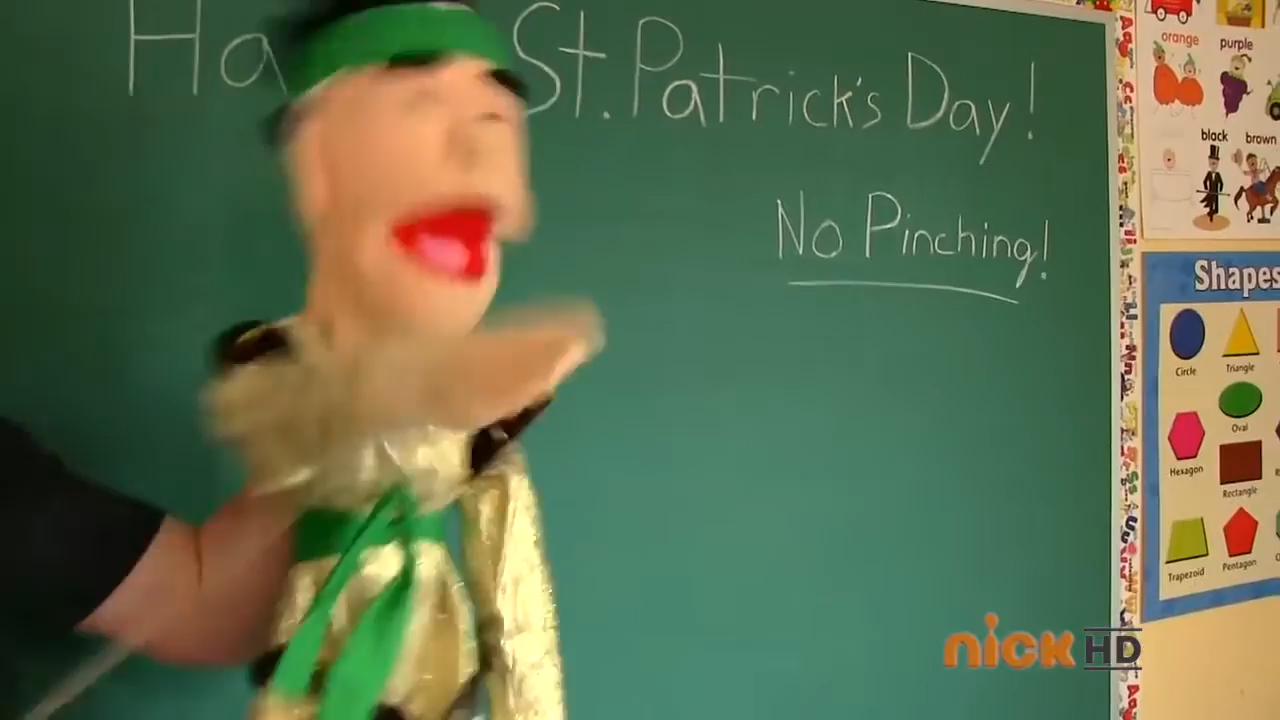 Ha St. Patrick's Day!
No Pinching!
orange purple
black brown
Shapes
Circle Triangle
Oval
Hexagon
Rectangle
Trapezoid Pentagon
nick HD